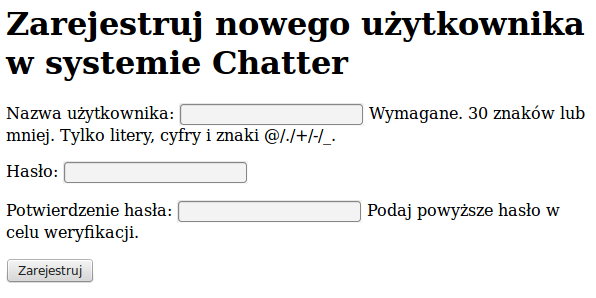 Zarejestruj nowego użytkownika
w systemie Chatter
Nazwa użytkownika: Wymagane. 30 znaków lub
mniej. Tylko litery, cyfry i znaki @/./+/-/_.
Hasło:
Potwierdzenie hasła: Podaj powyższe hasło w
celu weryfikacji.
Zarejestruj